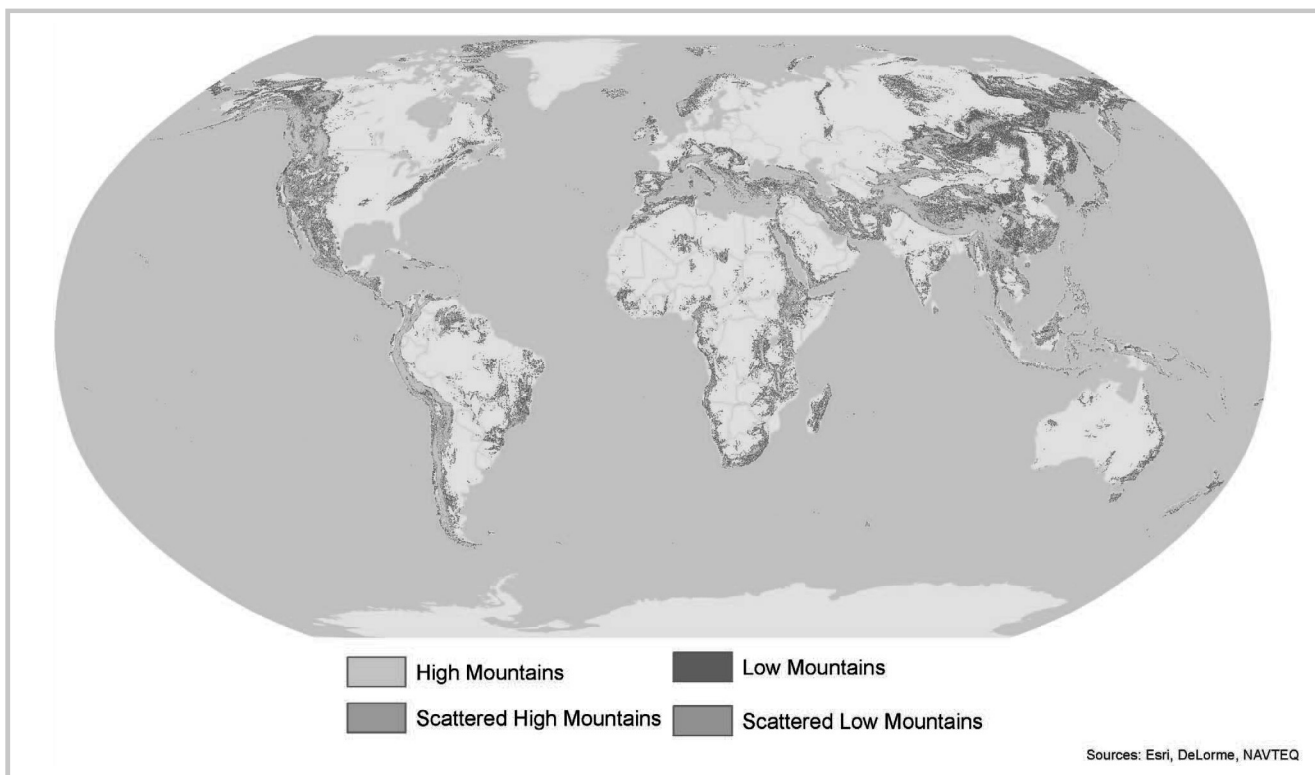 High Mountains
Low Mountains
Scattered High Mountains
Scattered Low Mountains
Sources: Esri, DeLorme, NAVTEQ